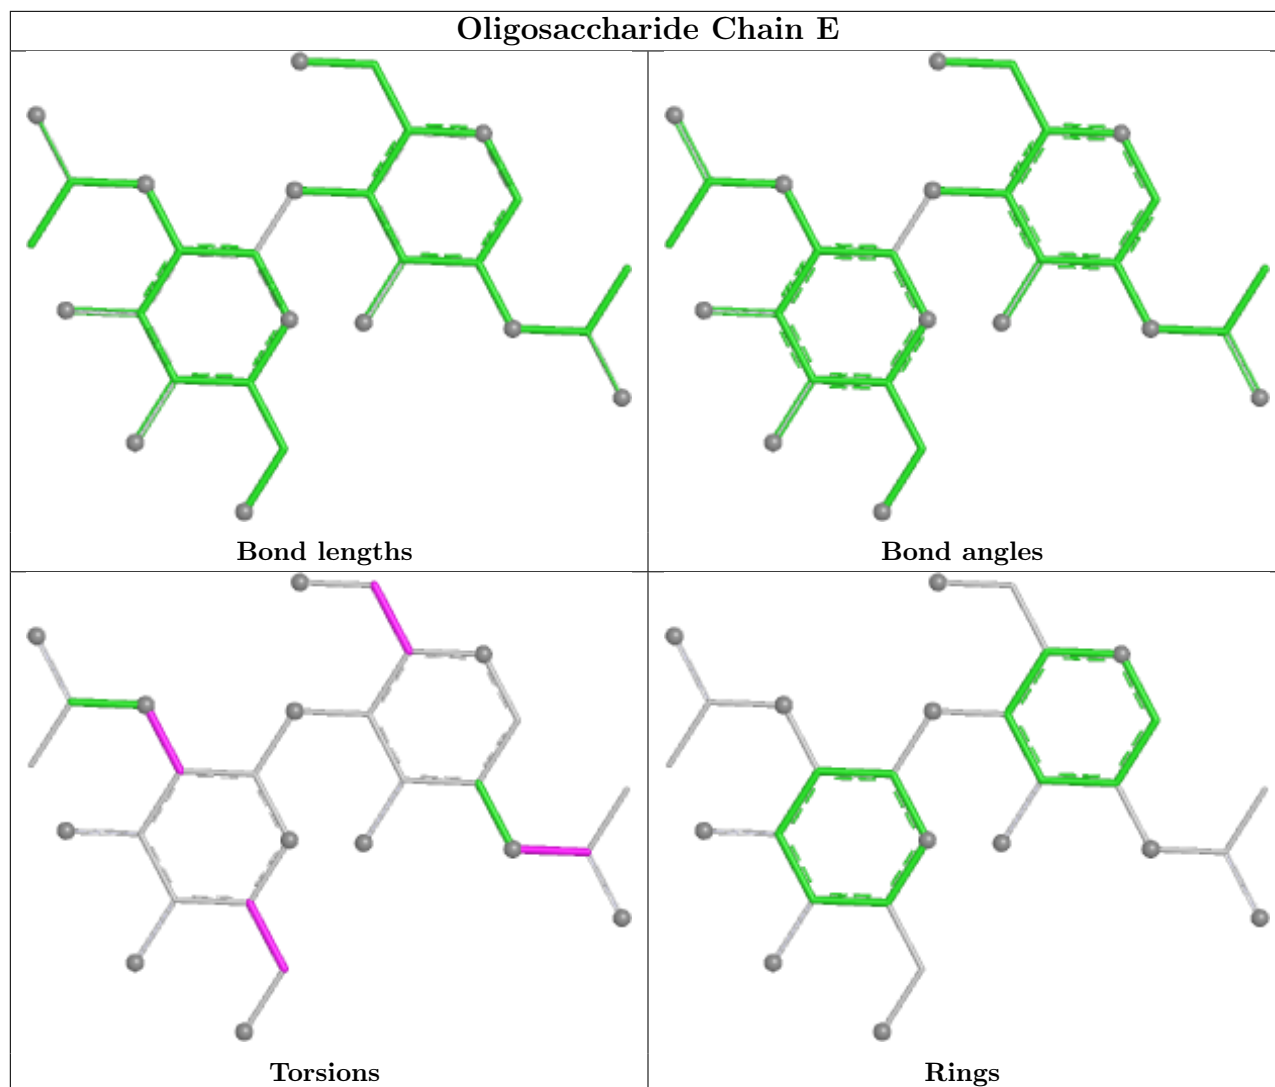 Oligosaccharide Chain E
Bond lengths
Bond angles
Torsions
Rings